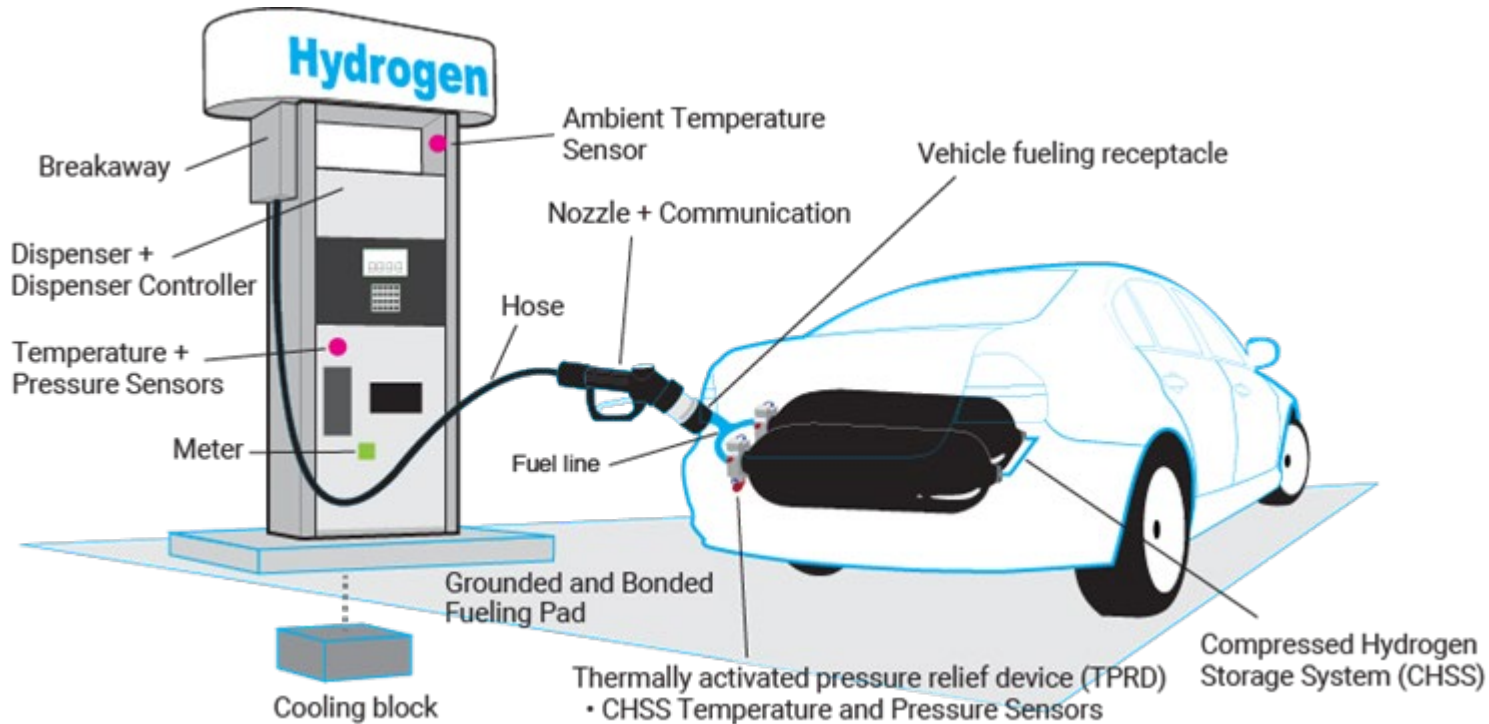 Hydrogen
Ambient Temperature
Sensor
Breakaway
Vehicle fueling receptacle
Nozzle + Communication
Dispenser +
Dispenser Controller
Hose
Temperature +
Pressure Sensors
Meter
Fuel line
Grounded and Bonded
Fueling Pad
Compressed Hydrogen
Storage System (CHSS)
Thermally activated pressure relief device (TPRD)
• CHSS Temperature and Pressure Sensors
Cooling block